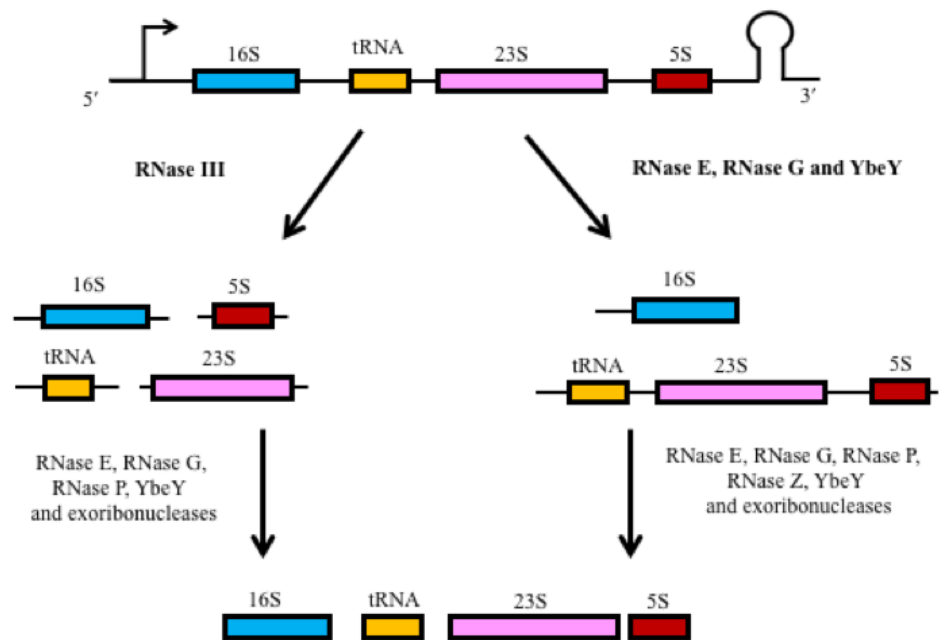 16S
tRNA
23S
5S
5′
3′
RNase III
RNase E, RNase G and YbeY
16S
5S
tRNA
23S
16S
tRNA
23S
5S
RNase E, RNase G,
RNase P, YbeY
and exoribonucleases
RNase E, RNase G, RNase P,
RNase Z, YbeY
and exoribonucleases
16S
tRNA
23S
5S